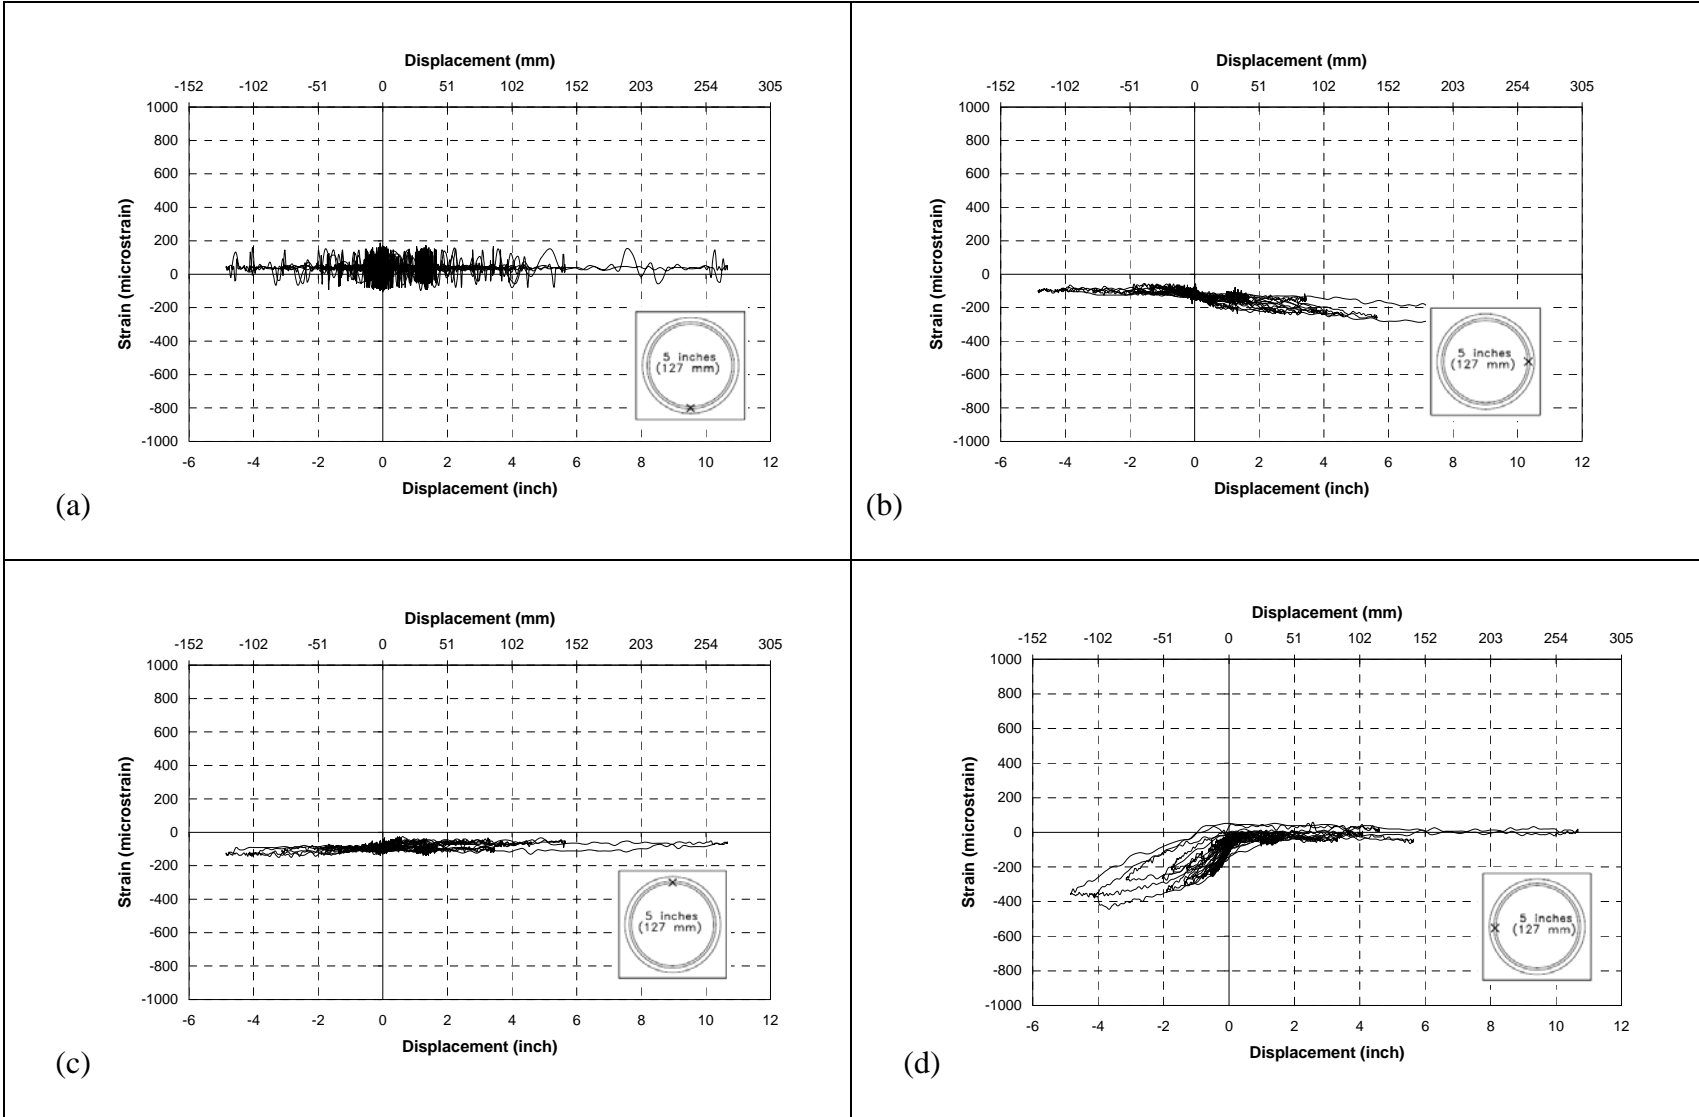 Displacement (mm)
-152 -102 -51 0 51 102 152 203 254 305
1000
800
600
400
200
0
-200
-400
-600
-800
-1000
Strain (microstrain)
5 inches
(127 mm)
-6 -4 -2 0 2 4 6 8 10 12
Displacement (inch)
(a)
Displacement (mm)
-152 -102 -51 0 51 102 152 203 254 305
1000
800
600
400
200
0
-200
-400
-600
-800
-1000
Strain (microstrain)
5 inches
(127 mm)
-6 -4 -2 0 2 4 6 8 10 12
Displacement (inch)
(b)
Displacement (mm)
-152 -102 -51 0 51 102 152 203 254 305
1000
800
600
400
200
0
-200
-400
-600
-800
-1000
Strain (microstrain)
5 inches
(127 mm)
-6 -4 -2 0 2 4 6 8 10 12
Displacement (inch)
(c)
Displacement (mm)
-152 -102 -51 0 51 102 152 203 254 305
1000
800
600
400
200
0
-200
-400
-600
-800
-1000
Strain (microstrain)
5 inches
(127 mm)
-6 -4 -2 0 2 4 6 8 10 12
Displacement (inch)
(d)